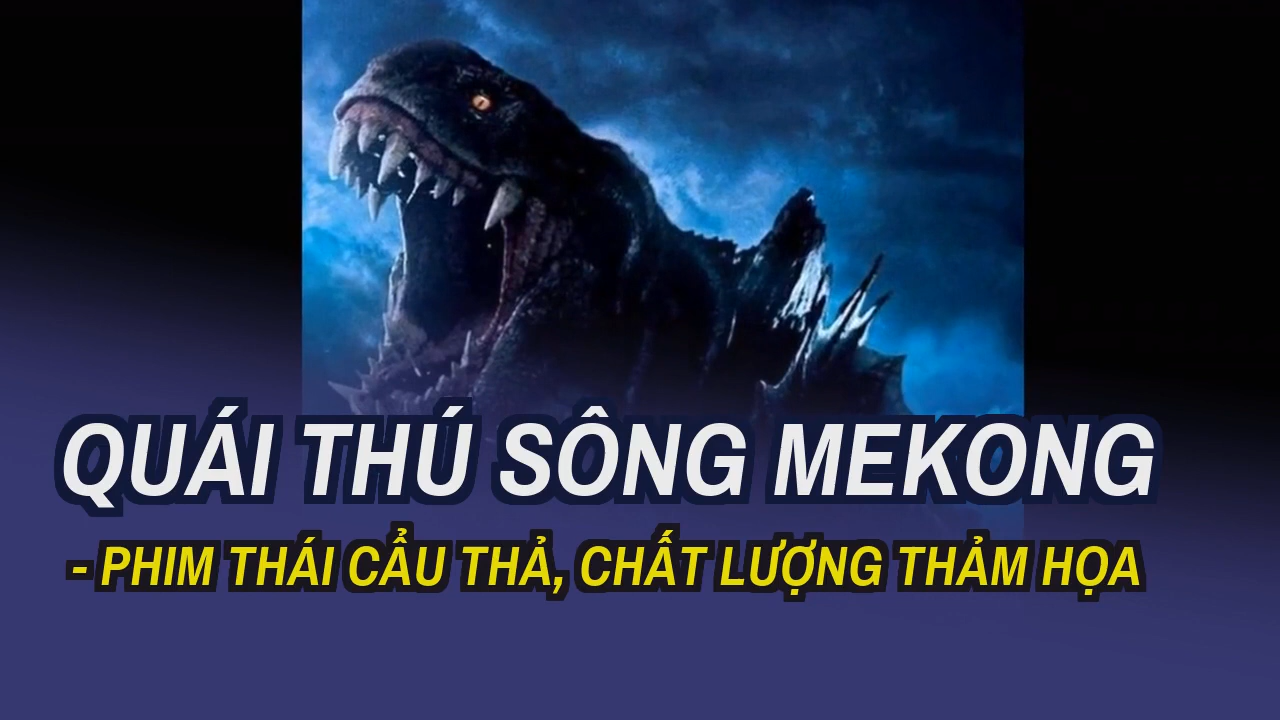 QUÁI THÚ SÔNG MEKONG
- PHIM THÁI CẨU THẢ, CHẤT LƯỢNG THẢM HỌA